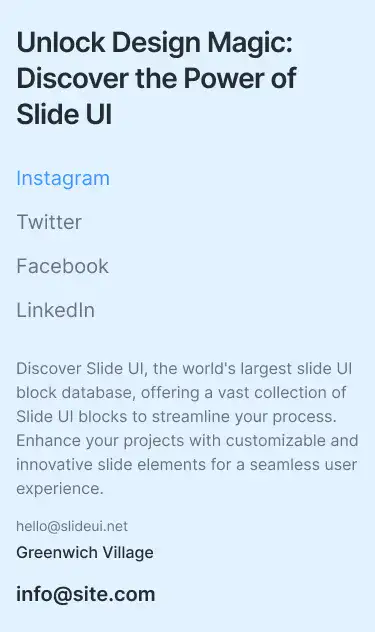 Unlock Design Magic:
Discover the Power of
Slide UI
Instagram
Twitter
Facebook
LinkedIn
Discover Slide UI, the world's largest slide UI
block database, offering a vast collection of
Slide UI blocks to streamline your process.
Enhance your projects with customizable and
innovative slide elements for a seamless user
experience.
hello@slideui.net
Greenwich Village
info@site.com